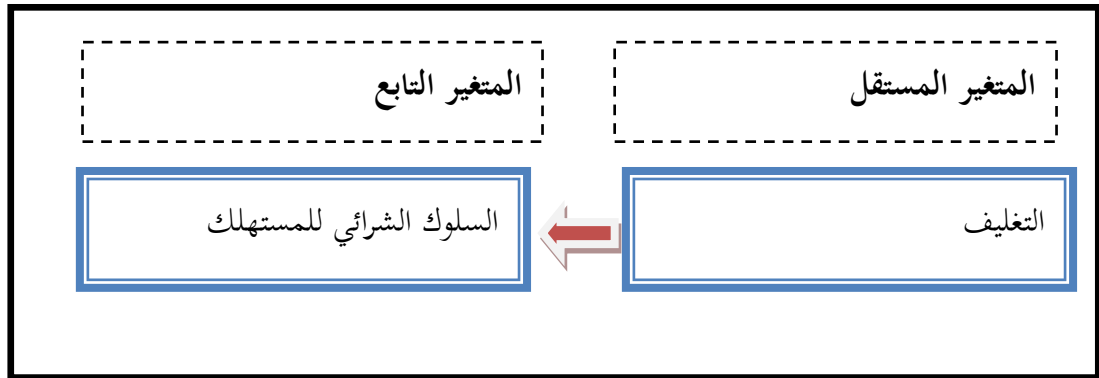 المتغير المستقل
المتغير التابع
التغليف
السلوك الشرائي للمستهلك